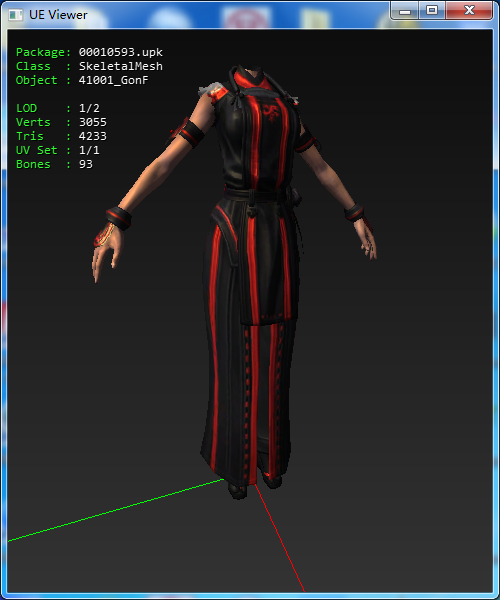 UE Viewer
Package: 00010593.upk
Class : SkeletalMesh
Object : 41001_GonF
LOD : 1/2
Verts : 3055
Tris : 4233
UV Set : 1/1
Bones : 93